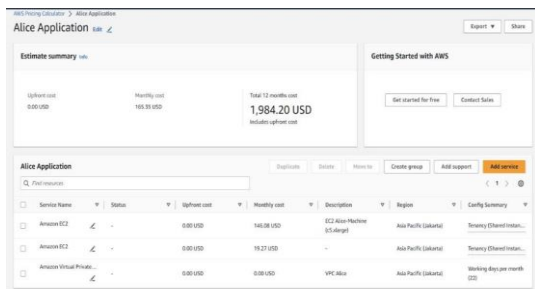 AWS Pricing Calculator > Alice Application
Alice Application Edit
Export Share
Estimate summary Info
Getting Started with AWS
Upfront cost Monthly cost Total 12 months cost
0.00 USD 165.35 USD 1,984.20 USD
Includes upfront cost
Get started for free Contact Sales
Alice Application Duplicate Delete Move to Create group Add support Add service
Find resources 1
Service Name Status Upfront cost Monthly cost Description Region Config Summary
Amazon EC2 - 0.00 USD 146.08 USD EC2 Alice-Machine Asia Pacific (Jakarta) Tenancy (Shared Instan...
Amazon EC2 - 0.00 USD 19.27 USD - Asia Pacific (Jakarta) Tenancy (Shared Instan...
Amazon Virtual Private... - 0.00 USD 0.08 USD VPC Alice Asia Pacific (Jakarta) Working days per month
(22)